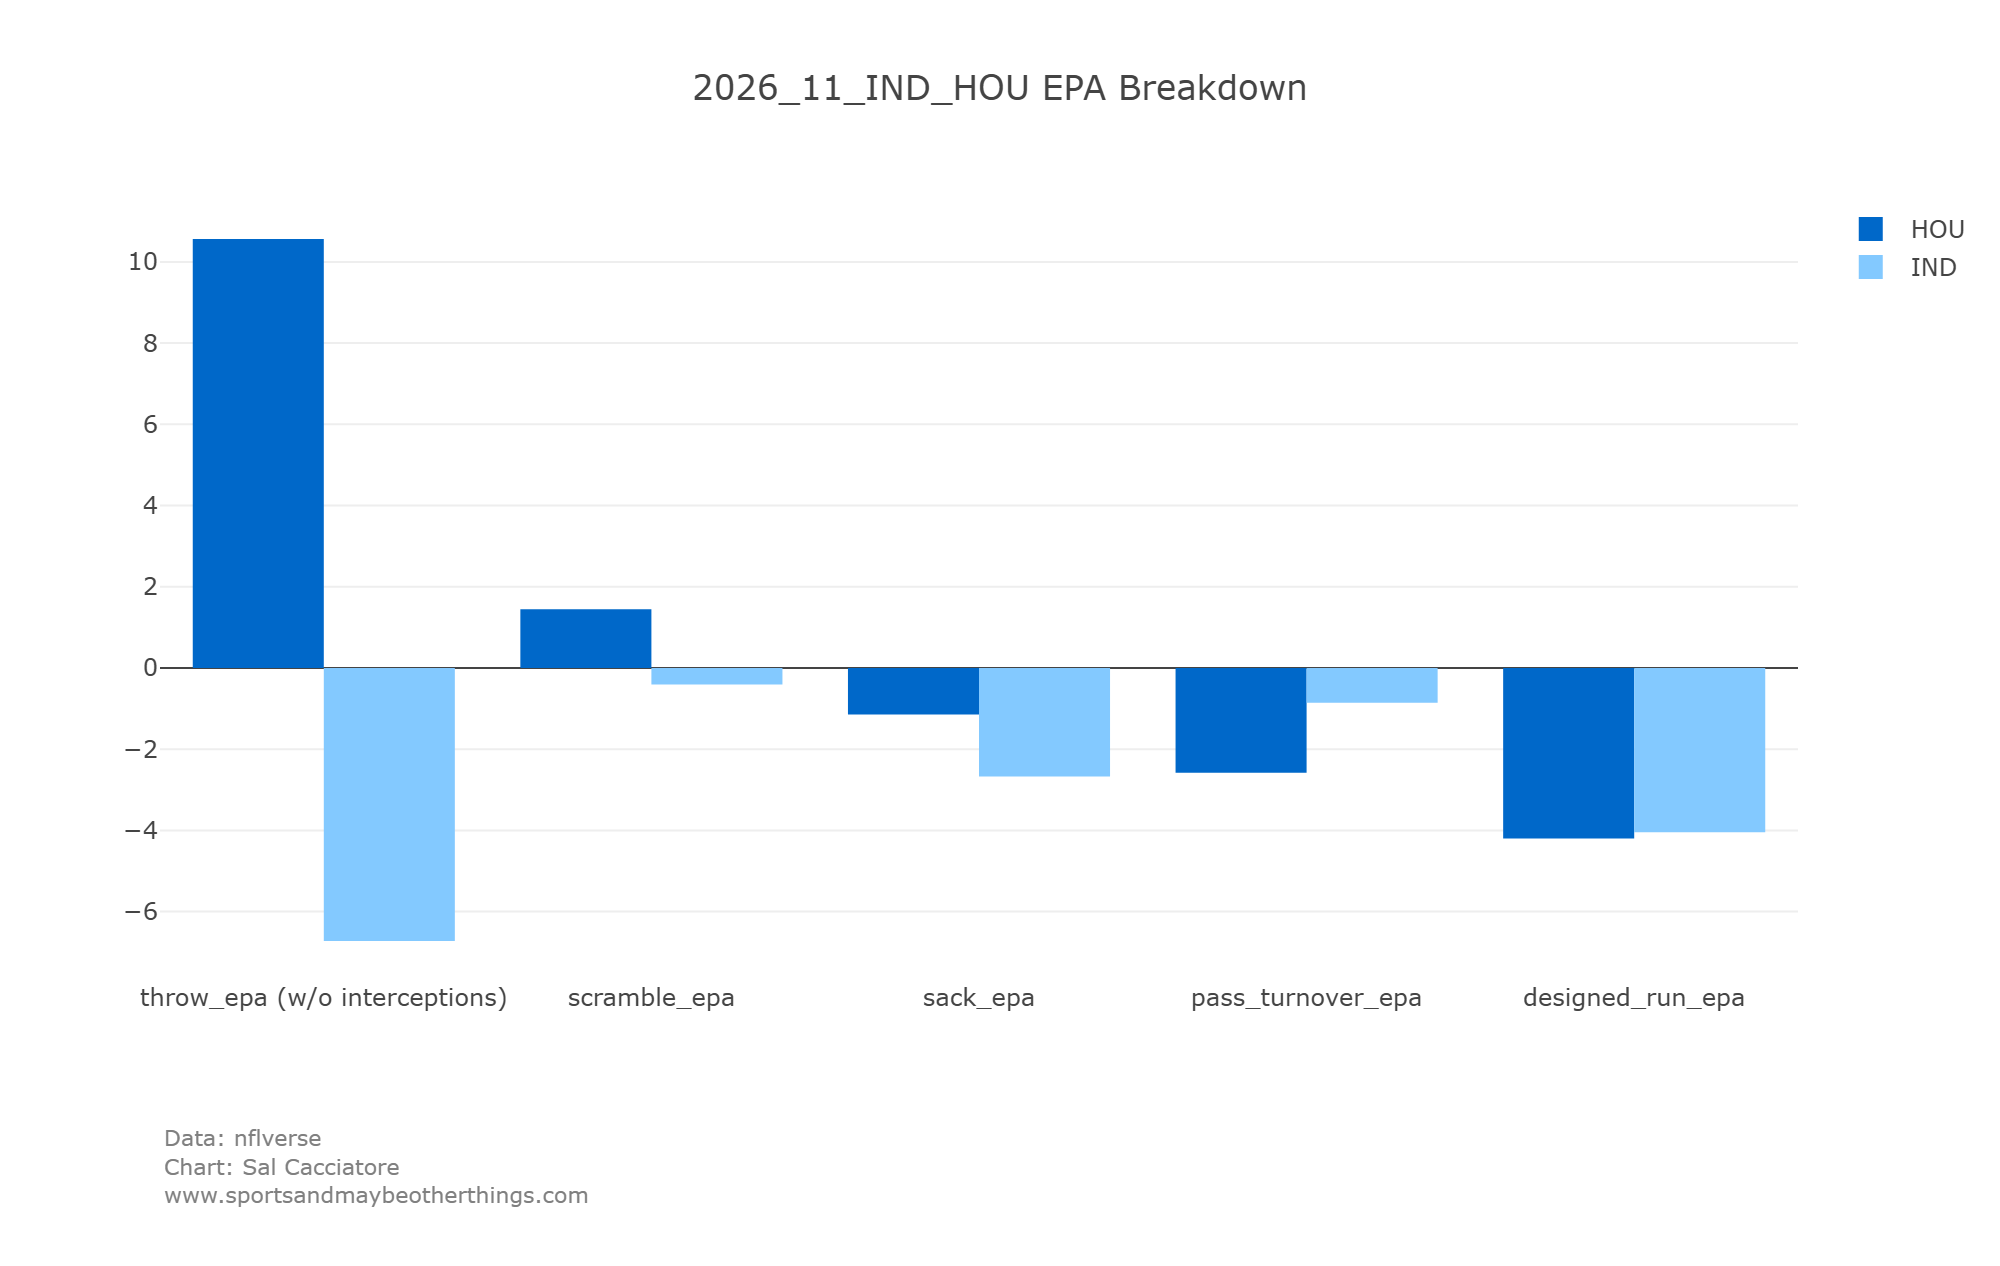 2026_11_IND_HOU EPA Breakdown
HOU
IND
10
8
6
4
2
0
−2
−4
−6
throw_epa (w/o interceptions)
scramble_epa
sack_epa
pass_turnover_epa
designed_run_epa
Data: nflverse
Chart: Sal Cacciatore
www.sportsandmaybeotherthings.com